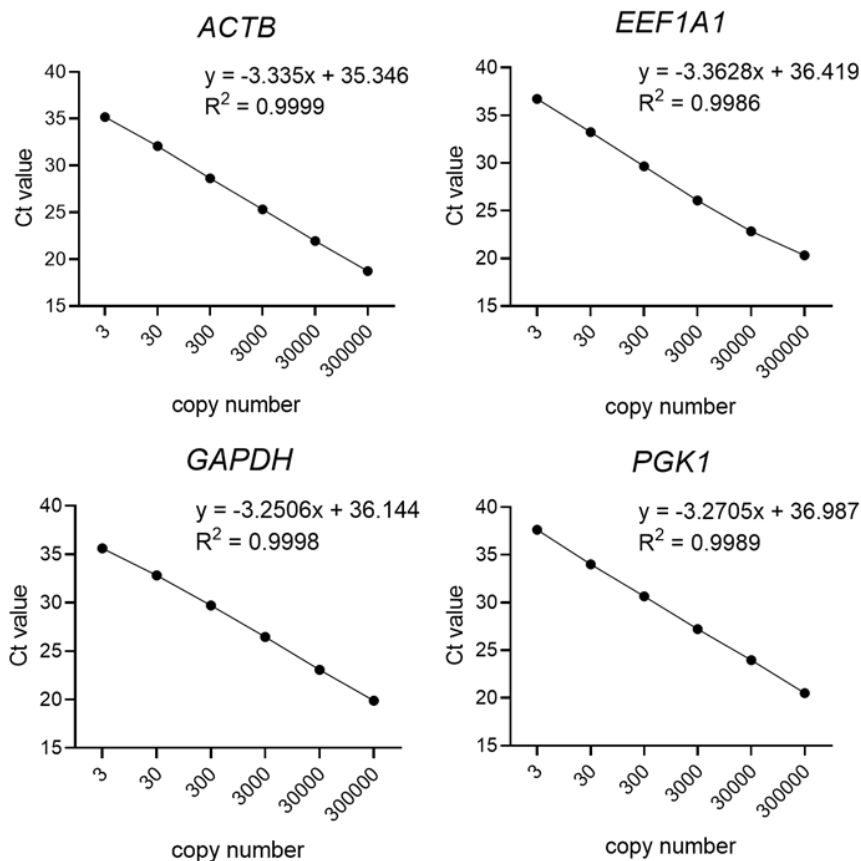 ACTB
y = -3.335x + 35.346
R² = 0.9999
40
35
30
25
20
15
Ct value
3
30
300
3000
30000
300000
copy number
EEF1A1
y = -3.3628x + 36.419
R² = 0.9986
40
35
30
25
20
15
Ct value
3
30
300
3000
30000
300000
copy number
GAPDH
y = -3.2506x + 36.144
R² = 0.9998
40
35
30
25
20
15
Ct value
3
30
300
3000
30000
300000
copy number
PGK1
y = -3.2705x + 36.987
R² = 0.9989
40
35
30
25
20
15
Ct value
3
30
300
3000
30000
300000
copy number